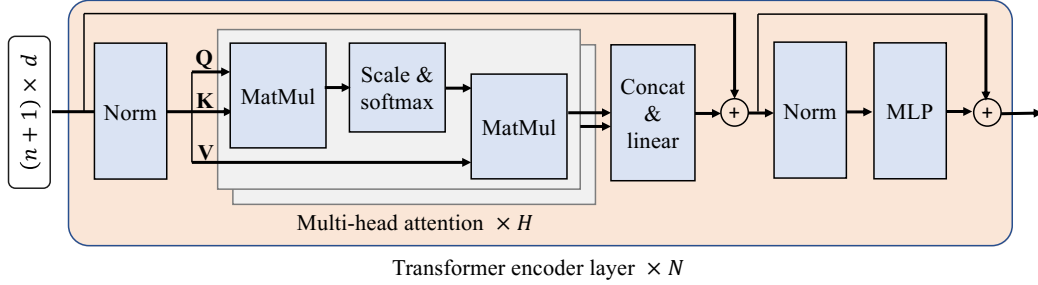 (n + 1) × d
Norm
Q
K
V
MatMul
Scale &
softmax
MatMul
Concat
&
linear
+
Norm
MLP
+
Multi-head attention × H
Transformer encoder layer × N